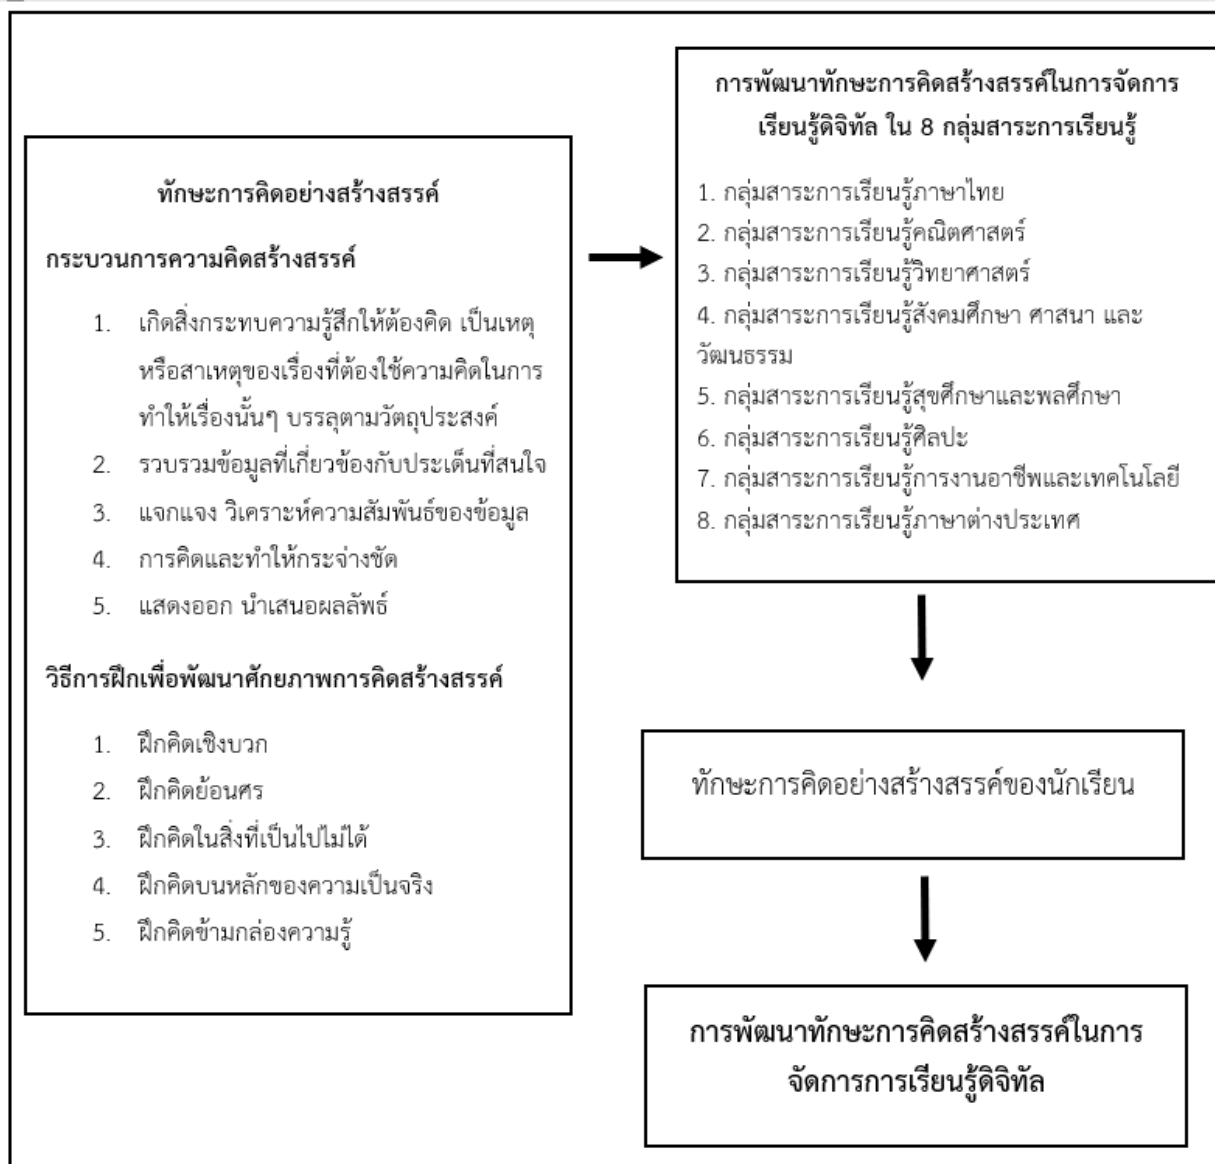 ทักษะการคิดอย่างสร้างสรรค์
กระบวนการความคิดสร้างสรรค์
1. เกิดสิ่งกระทบความรู้สึกให้ต้องคิด เป็นเหตุ
หรือสาเหตุของเรื่องที่ต้องใช้ความคิดในการ
ทำให้เรื่องนั้นๆ บรรลุตามวัตถุประสงค์
2. รวบรวมข้อมูลที่เกี่ยวข้องกับประเด็นที่สนใจ
3. แจกแจง วิเคราะห์ความสัมพันธ์ของข้อมูล
4. การคิดและทำให้กระจ่างชัด
5. แสดงออก นำเสนอผลลัพธ์
วิธีการฝึกเพื่อพัฒนาศักยภาพการคิดสร้างสรรค์
1. ฝึกคิดเชิงบวก
2. ฝึกคิดย้อนศร
3. ฝึกคิดในสิ่งที่เป็นไปไม่ได้
4. ฝึกคิดบนหลักของความเป็นจริง
5. ฝึกคิดข้ามกล่องความรู้
การพัฒนาทักษะการคิดสร้างสรรค์ในการจัดการ
เรียนรู้ดิจิทัล ใน 8 กลุ่มสาระการเรียนรู้
1. กลุ่มสาระการเรียนรู้ภาษาไทย
2. กลุ่มสาระการเรียนรู้คณิตศาสตร์
3. กลุ่มสาระการเรียนรู้วิทยาศาสตร์
4. กลุ่มสาระการเรียนรู้สังคมศึกษา ศาสนา และ
วัฒนธรรม
5. กลุ่มสาระการเรียนรู้สุขศึกษาและพลศึกษา
6. กลุ่มสาระการเรียนรู้ศิลปะ
7. กลุ่มสาระการเรียนรู้การงานอาชีพและเทคโนโลยี
8. กลุ่มสาระการเรียนรู้ภาษาต่างประเทศ
ทักษะการคิดอย่างสร้างสรรค์ของนักเรียน
การพัฒนาทักษะการคิดสร้างสรรค์ในการ
จัดการการเรียนรู้ดิจิทัล